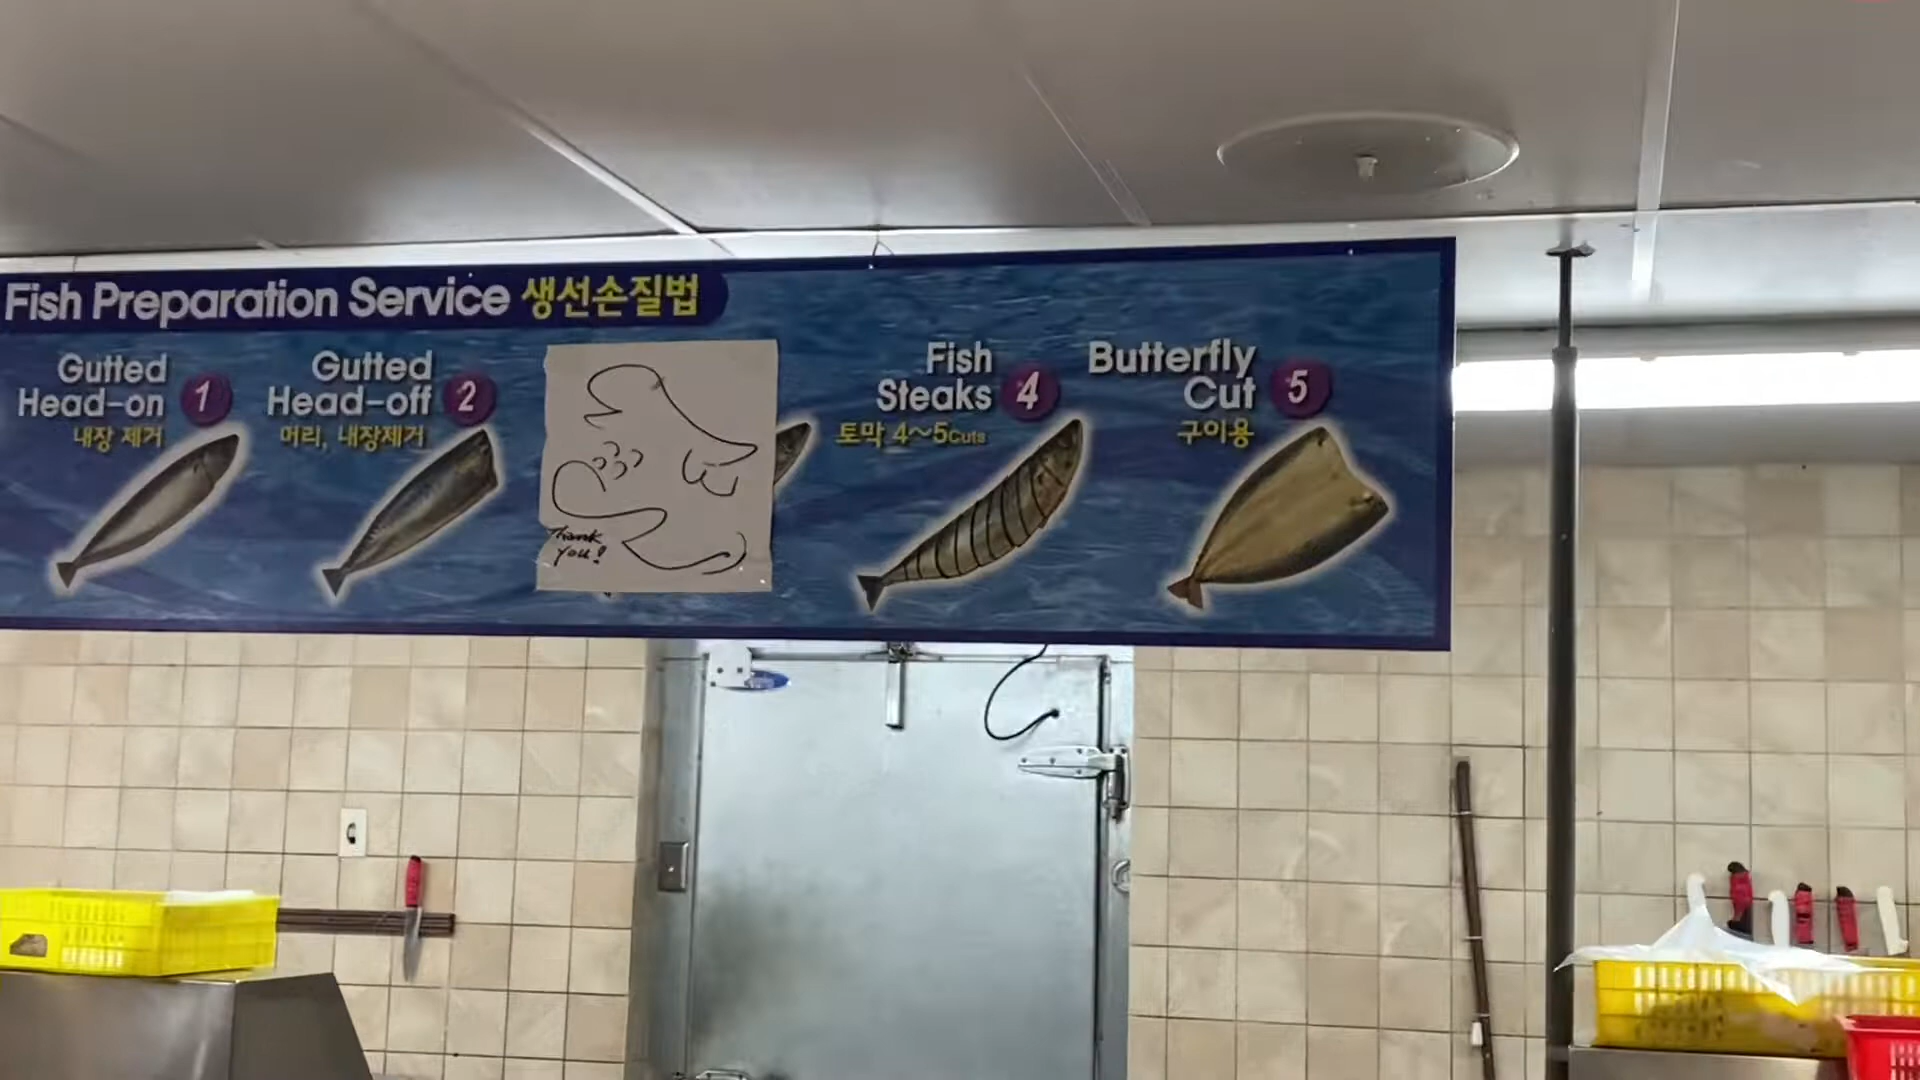 Fish Preparation Service 생선손질법
Gutted
Head-on 1
내장 제거
Gutted
Head-off 2
머리, 내장제거
Thank
you!
Fish
Steaks 4
토막 4~5Cuts
Butterfly
Cut 5
구이용